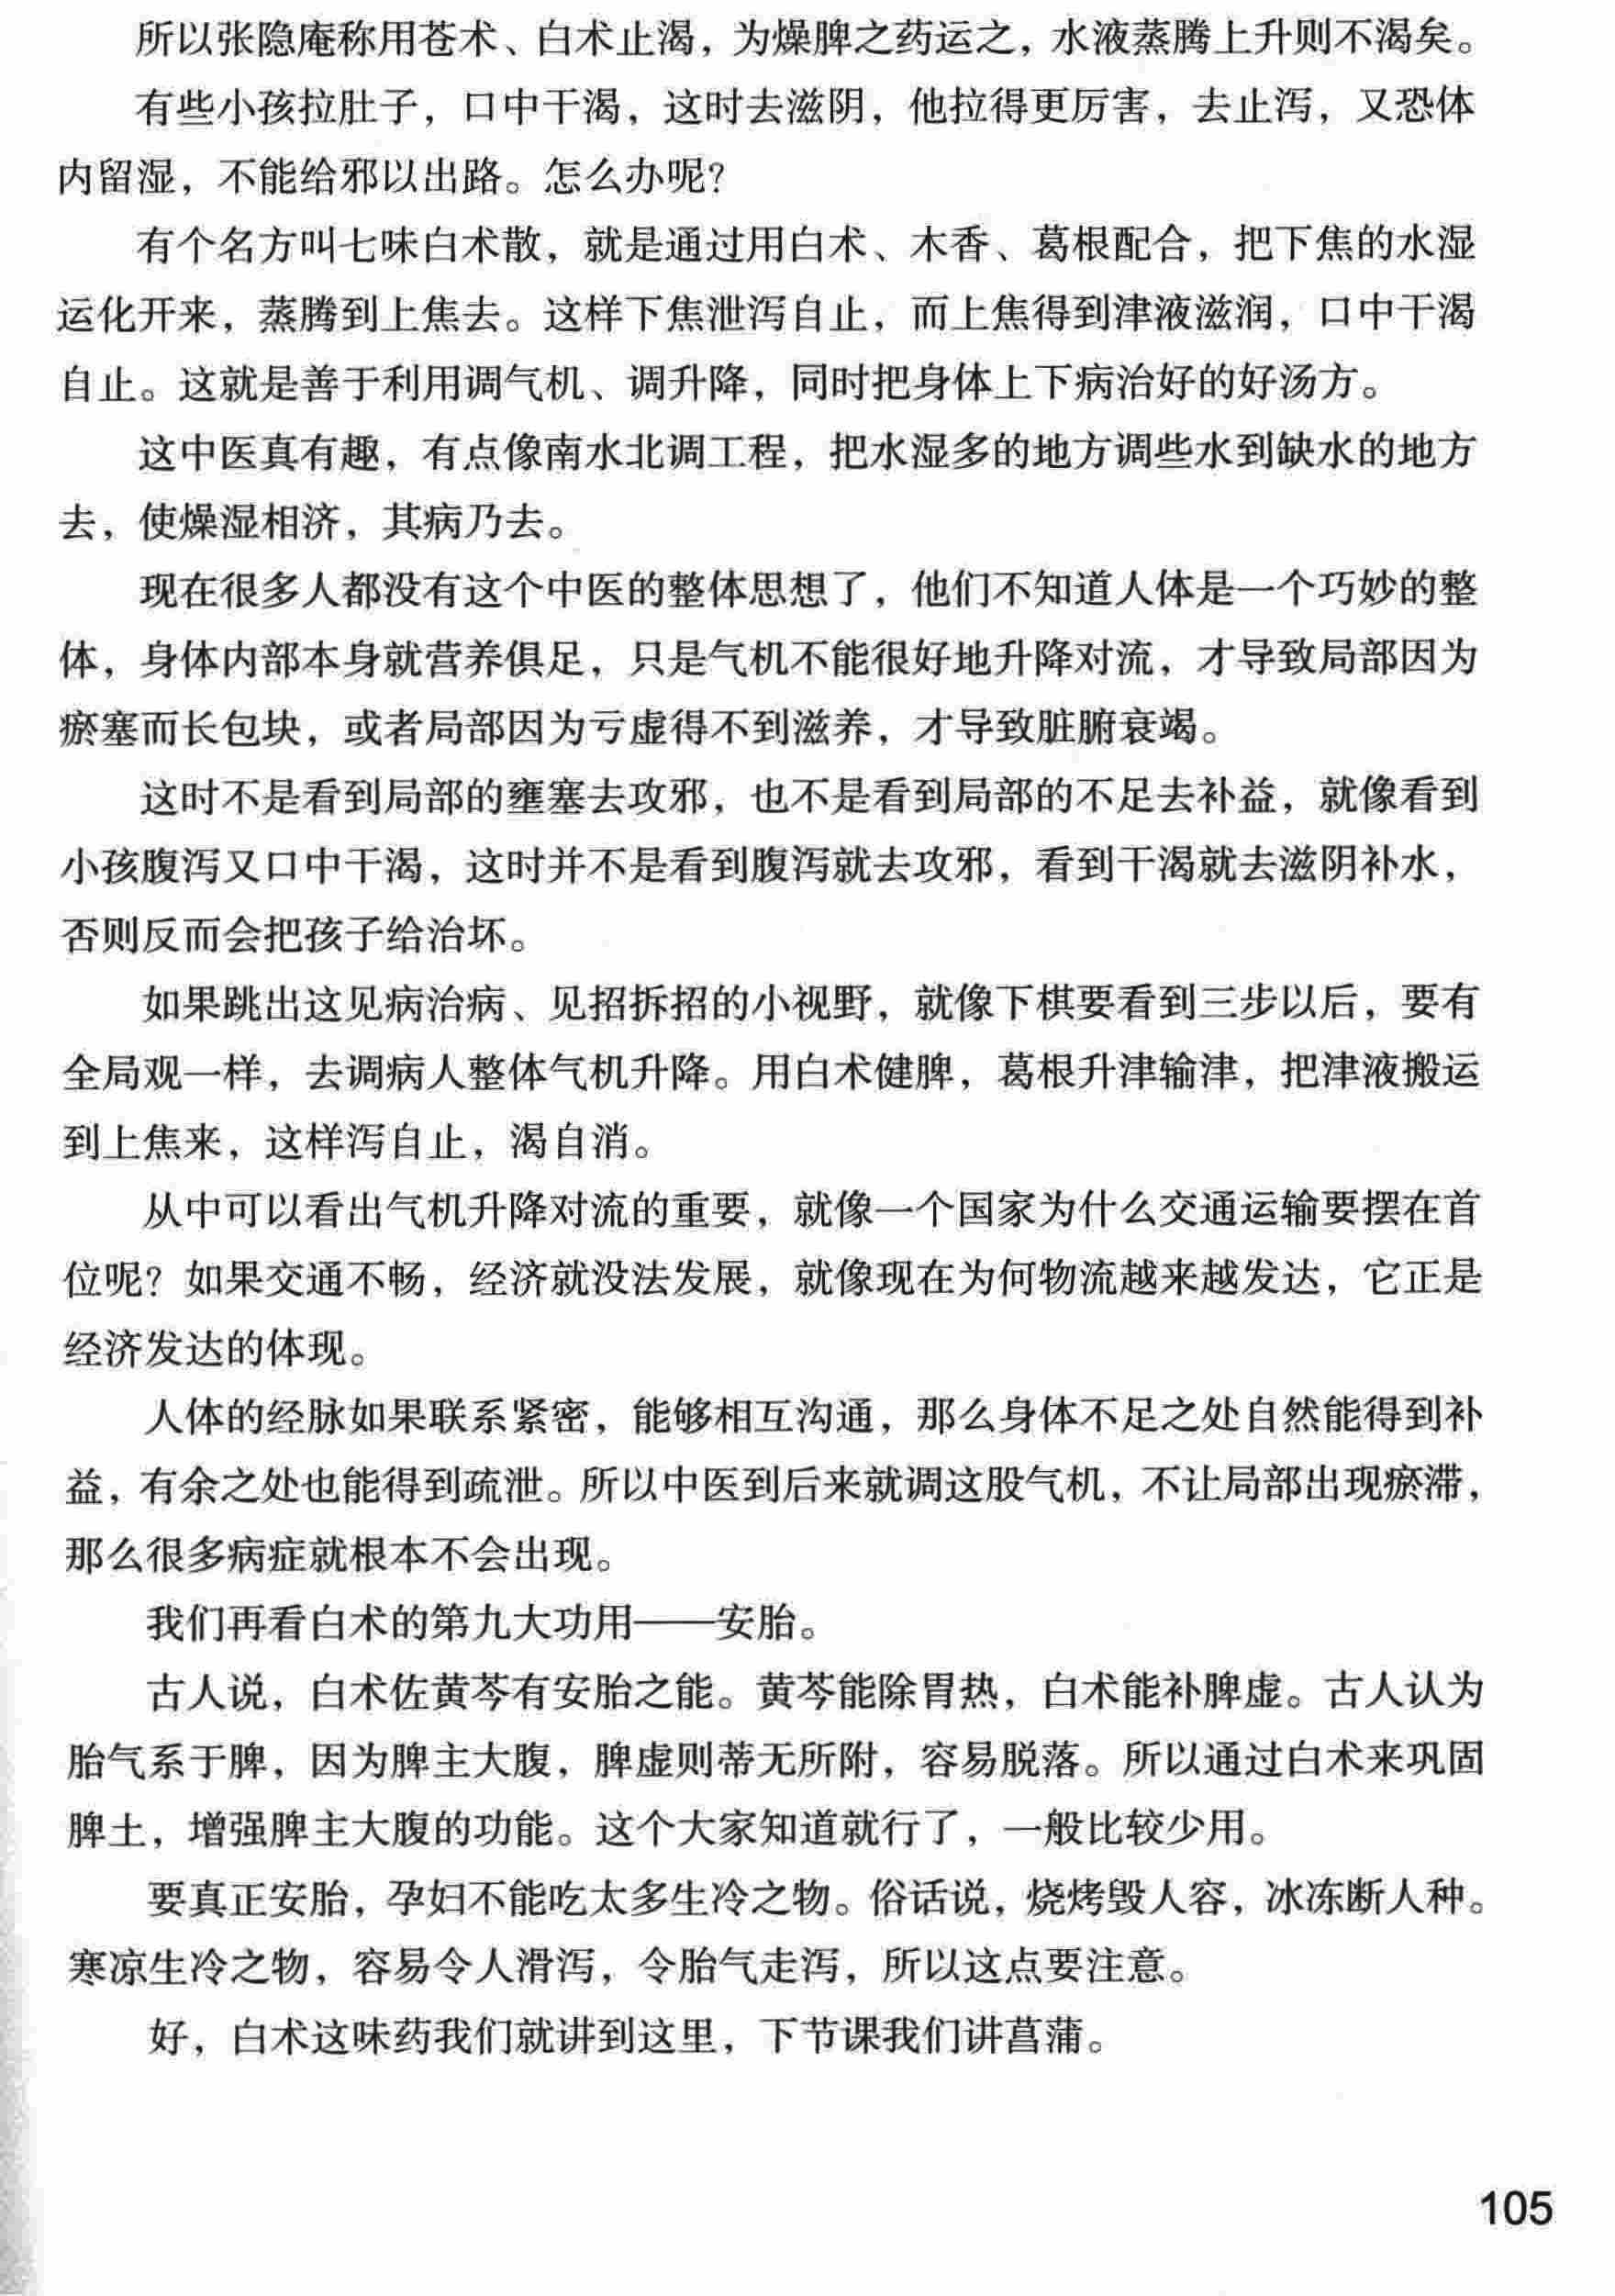 所以张隐庵称用苍术、白术止渴，为燥脾之药运之，水液蒸腾上升则不渴矣。
有些小孩拉肚子，口中干渴，这时去滋阴，他拉得更厉害，去止泻，又恐体
内留湿，不能给邪以出路。怎么办呢？
有个名方叫七味白术散，就是通过用白术、木香、葛根配合，把下焦的水湿
运化开来，蒸腾到上焦去。这样下焦泄泻自止，而上焦得到津液滋润，口中干渴
自止。这就是善于利用调气机、调升降，同时把身体上下病治好的好汤方。
这中医真有趣，有点像南水北调工程，把水湿多的地方调些水到缺水的地方
去，使燥湿相济，其病乃去。
现在很多人都没有这个中医的整体思想了，他们不知道人体是一个巧妙的整
体，身体内部本身就营养俱足，只是气机不能很好地升降对流，才导致局部因为
瘀塞而长包块，或者局部因为亏虚得不到滋养，才导致脏腑衰竭。
这时不是看到局部的壅塞去攻邪，也不是看到局部的不足去补益，就像看到
小孩腹泻又口中干渴，这时并不是看到腹泻就去攻邪，看到干渴就去滋阴补水，
否则反而会把孩子给治坏。
如果跳出这见病治病、见招拆招的小视野，就像下棋要看到三步以后，要有
全局观一样，去调病人整体气机升降。用白术健脾，葛根升津输津，把津液搬运
到上焦来，这样泻自止，渴自消。
从中可以看出气机升降对流的重要，就像一个国家为什么交通运输要摆在首
位呢？如果交通不畅，经济就没法发展，就像现在为何物流越来越发达，它正是
经济发达的体现。
人体的经脉如果联系紧密，能够相互沟通，那么身体不足之处自然能得到补
益，有余之处也能得到疏泄。所以中医到后来就调这股气机，不让局部出现瘀滞，
那么很多病症就根本不会出现。
我们再看白术的第九大功用——安胎。
古人说，白术佐黄芩有安胎之能。黄芩能除胃热，白术能补脾虚。古人认为
胎气系于脾，因为脾主大腹，脾虚则蒂无所附，容易脱落。所以通过白术来巩固
脾土，增强脾主大腹的功能。这个大家知道就行了，一般比较少用。
要真正安胎，孕妇不能吃太多生冷之物。俗话说，烧烤毁人容，冰冻断人种。
寒凉生冷之物，容易令人滑泻，令胎气走泻，所以这点要注意。
好，白术这味药我们就讲到这里，下节课我们讲菖蒲。
105